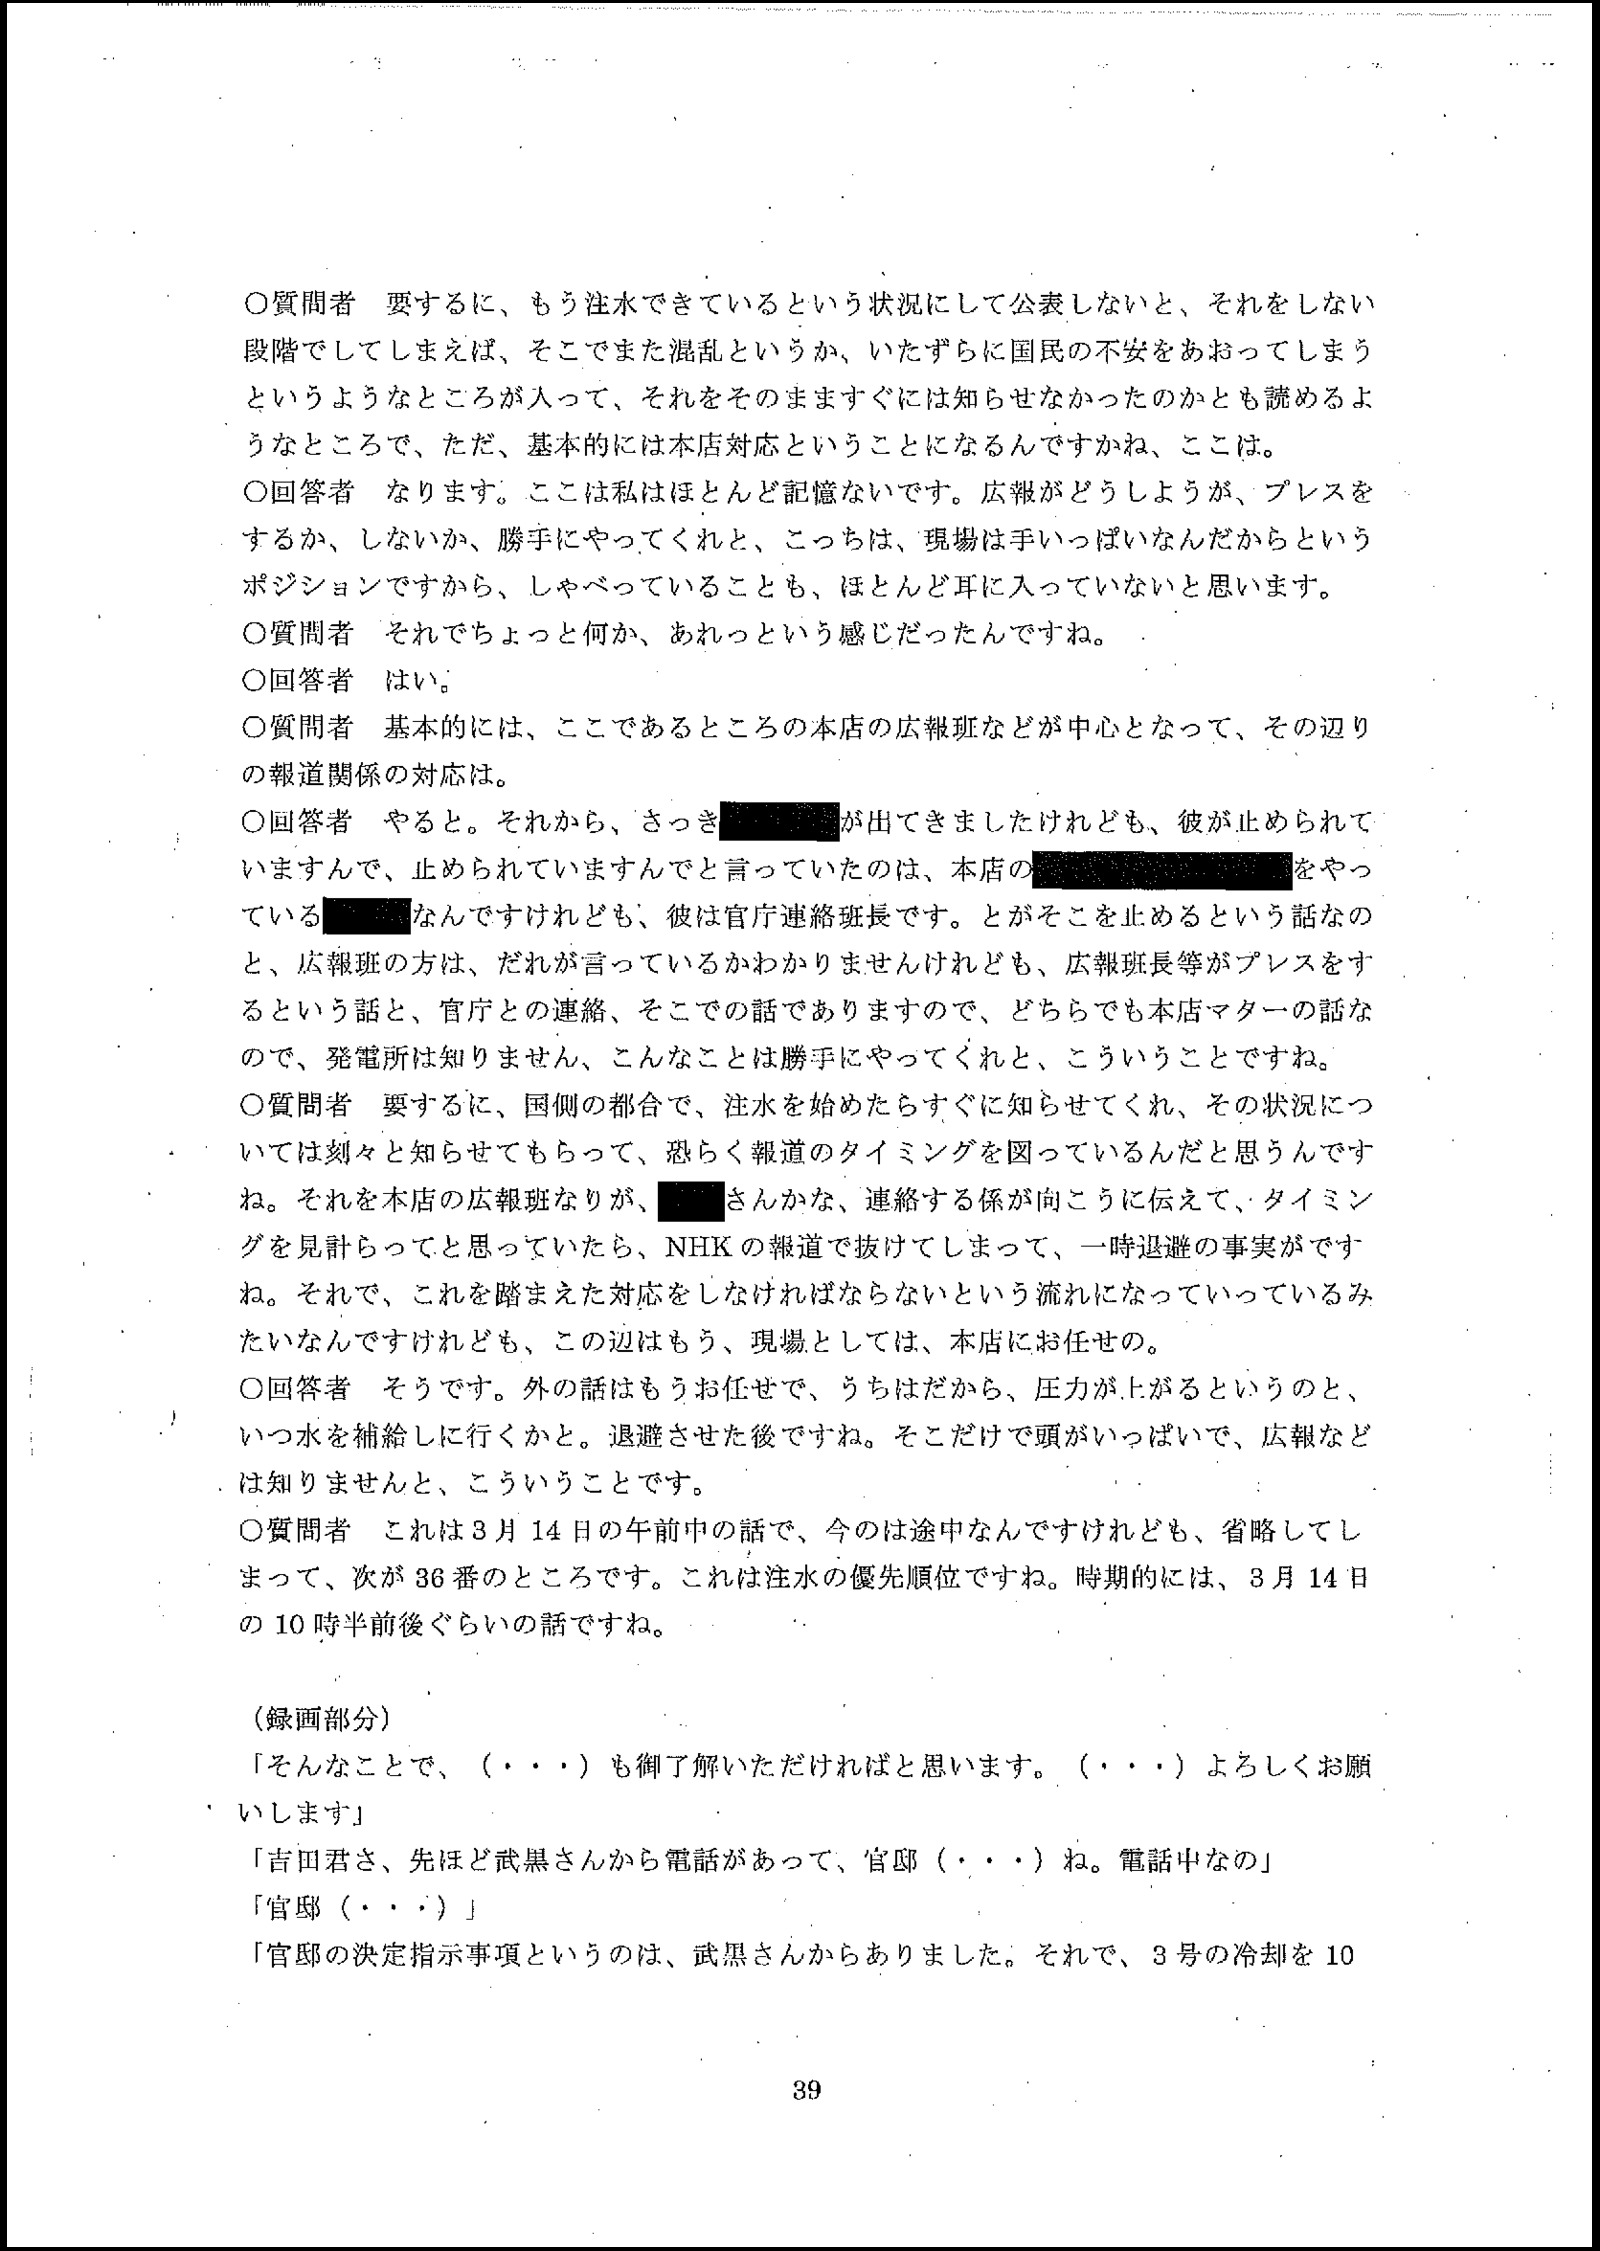 ○質問者　要するに、もう注水できているという状況にして公表しないと、それをしない
段階でしてしまえば、そこでまた混乱というか、いたずらに国民の不安をあおってしまう
というようなところが入って、それをそのまますぐには知らせなかったのかとも読めるよ
うなところで、ただ、基本的には本店対応ということになるんですかね、ここは。
○回答者　なります。ここは私はほとんど記憶ないです。広報がどうしようが、プレスを
するか、しないか、勝手にやってくれと、こっちは、現場は手いっぱいなんだからという
ポジションですから、しゃべっていることも、ほとんど耳に入っていないと思います。
○質問者　それでちょっと何か、あれっという感じだったんですね。
○回答者　はい。
○質問者　基本的には、ここであるところの本店の広報班などが中心となって、その辺り
の報道関係の対応は。
○回答者　やると。それから、さっきが出てきましたけれども、彼が止められて
いますんで、止められていますんでと言っていたのは、本店のをやっ
ているなんですけれども、彼は官庁連絡班長です。とがそこを止めるという話なの
と、広報班の方は、だれが言っているかわかりませんけれども、広報班長等がプレスをす
るという話と、官庁との連絡、そこでの話でありますので、どちらでも本店マターの話な
ので、発電所は知りません、こんなことは勝手にやってくれと、こういうことですね。
○質問者　要するに、国側の都合で、注水を始めたらすぐに知らせてくれ、その状況につ
いては刻々と知らせてもらって、恐らく報道のタイミングを図っているんだと思うんです
ね。それを本店の広報班なりが、さんかな、連絡する係が向こうに伝えて、タイミン
グを見計らってと思っていたら、NHKの報道で抜けてしまって、一時退避の事実がです
ね。それで、これを踏まえた対応をしなければならないという流れになっていっているみ
たいなんですけれども、この辺はもう、現場としては、本店にお任せの。
○回答者　そうです。外の話はもうお任せで、うちはだから、圧力が上がるというのと、
いつ水を補給しに行くかと。退避させた後ですね。そこだけで頭がいっぱいで、広報など
は知りませんと、こういうことです。
○質問者　これは3月14日の午前中の話で、今のは途中なんですけれども、省略してし
まって、次が36番のところです。これは注水の優先順位ですね。時期的には、3月14日
の10時半前後ぐらいの話ですね。
（録画部分）
「そんなことで、（・・・）も御了解いただければと思います。（・・・）よろしくお願
いします」
「吉田君さ、先ほど武黒さんから電話があって、官邸（・・・）ね。電話中なの」
「官邸（・・・）」
「官邸の決定指示事項というのは、武黒さんからありました。それで、3号の冷却を10
39